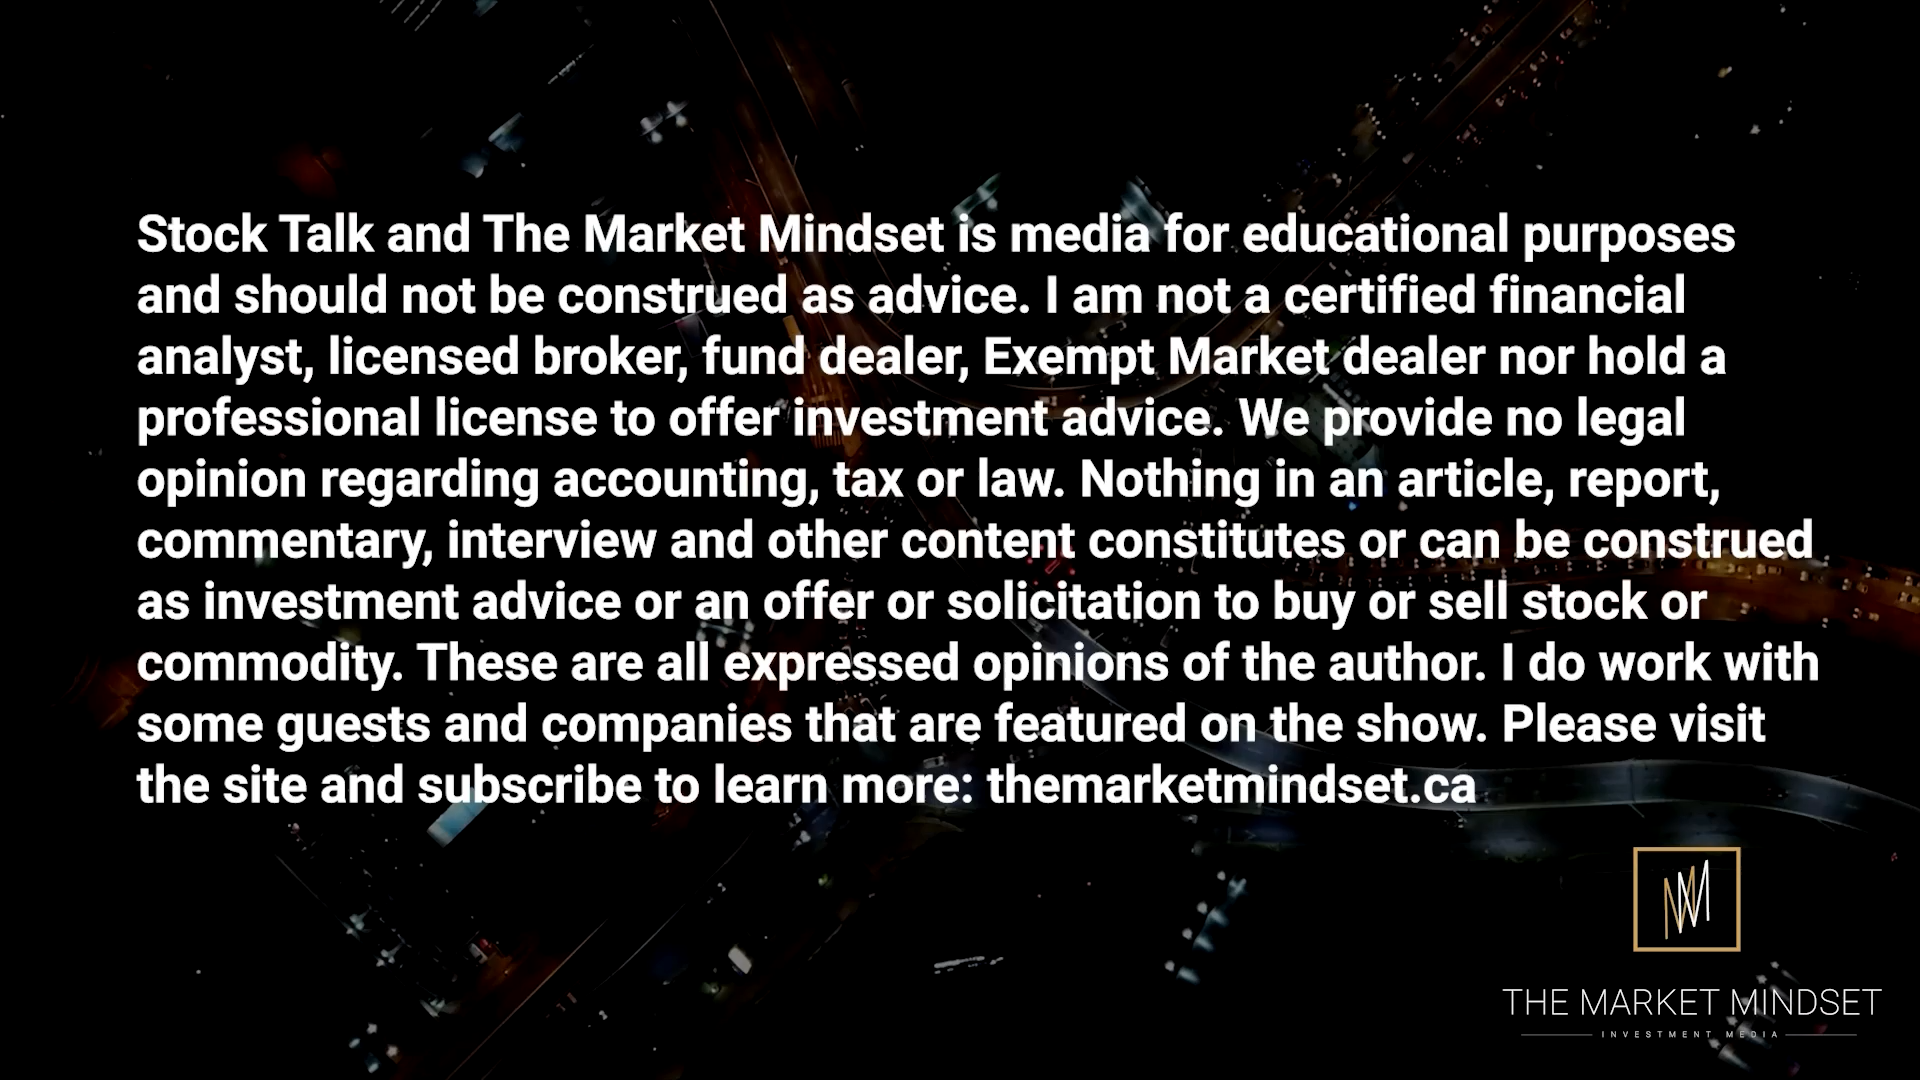 Stock Talk and The Market Mindset is media for educational purposes
and should not be construed as advice. I am not a certified financial
analyst, licensed broker, fund dealer, Exempt Market dealer nor hold a
professional license to offer investment advice. We provide no legal
opinion regarding accounting, tax or law. Nothing in an article, report,
commentary, interview and other content constitutes or can be construed
as investment advice or an offer or solicitation to buy or sell stock or
commodity. These are all expressed opinions of the author. I do work with
some guests and companies that are featured on the show. Please visit
the site and subscribe to learn more: themarketmindset.ca
THE MARKET MINDSET
INVESTMENT MEDIA